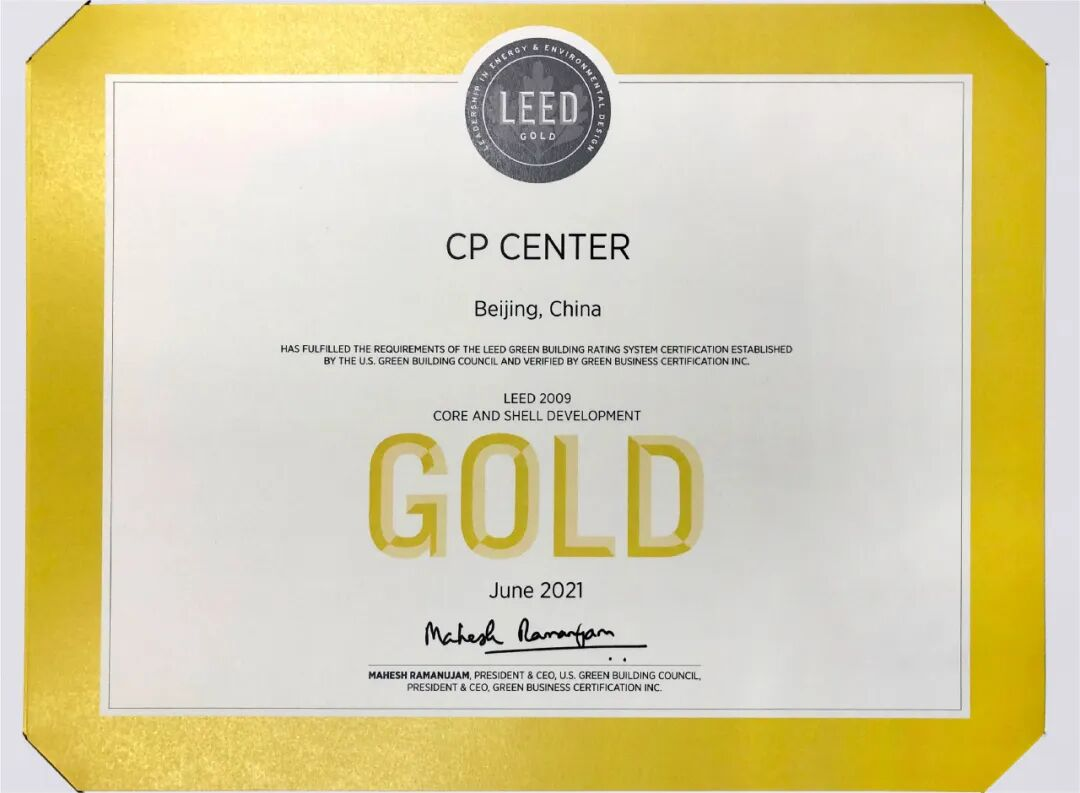 LEADERSHIP IN ENERGY & ENVIRONMENTAL DESIGN
LEED
GOLD
CP CENTER
Beijing, China
HAS FULFILLED THE REQUIREMENTS OF THE LEED GREEN BUILDING RATING SYSTEM CERTIFICATION ESTABLISHED
BY THE U.S. GREEN BUILDING COUNCIL AND VERIFIED BY GREEN BUSINESS CERTIFICATION INC.
LEED 2009
CORE AND SHELL DEVELOPMENT
GOLD
June 2021
Mahesh Ramanujam
MAHESH RAMANUJAM, PRESIDENT & CEO, U.S. GREEN BUILDING COUNCIL,
PRESIDENT & CEO, GREEN BUSINESS CERTIFICATION INC.